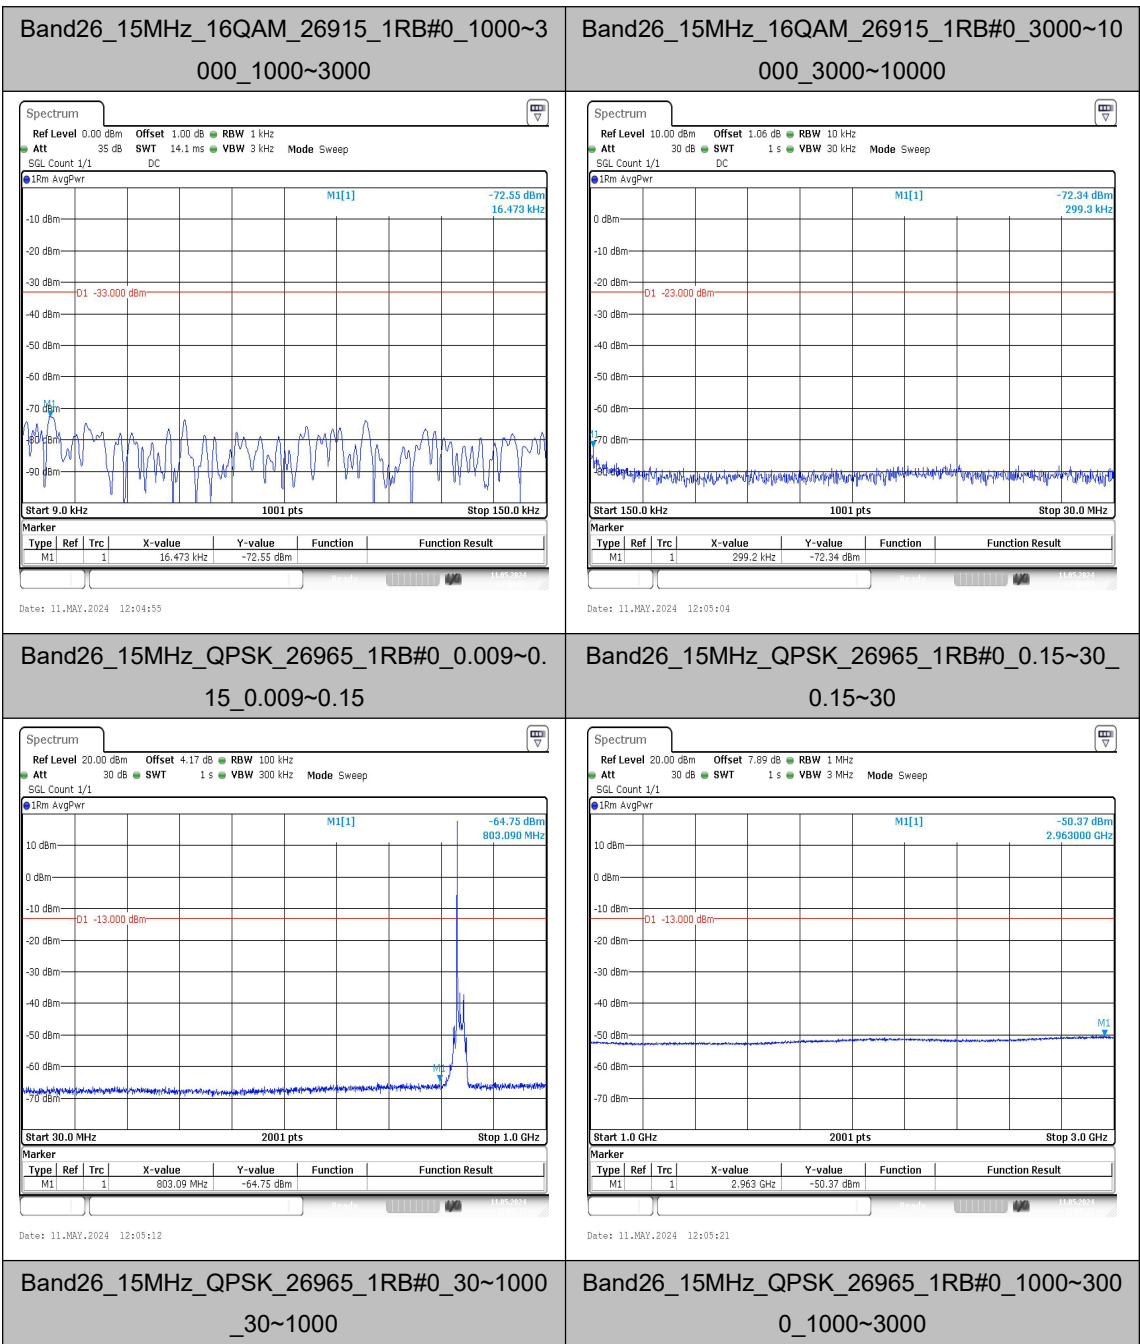 Band26_15MHz_16QAM_26915_1RB#0_1000~3
000_1000~3000
Band26_15MHz_16QAM_26915_1RB#0_3000~10
000_3000~10000
Spectrum
Ref Level 0.00 dBm Offset 1.00 dB RBW 1 kHz
Att 35 dB SWT 14.1 ms VBW 3 kHz Mode Sweep
SGL Count 1/1 DC
1Rm AvgPwr
M1[1] -72.55 dBm
16.473 kHz
-10 dBm
-20 dBm
-30 dBm
D1 -33.000 dBm
-40 dBm
-50 dBm
-60 dBm
M1
-70 dBm
-80 dBm
-90 dBm
Start 9.0 kHz 1001 pts Stop 150.0 kHz
Marker
Type Ref Trc X-value Y-value Function Function Result
M1 1 16.473 kHz -72.55 dBm
Ready 11.05.2024
Date: 11.MAY.2024 12:04:55
Spectrum
Ref Level 10.00 dBm Offset 1.06 dB RBW 10 kHz
Att 30 dB SWT 1 s VBW 30 kHz Mode Sweep
SGL Count 1/1 DC
1Rm AvgPwr
M1[1] -72.34 dBm
299.3 kHz
0 dBm
-10 dBm
-20 dBm
D1 -23.000 dBm
-30 dBm
-40 dBm
-50 dBm
-60 dBm
-70 dBm
-80 dBm
Start 150.0 kHz 1001 pts Stop 30.0 MHz
Marker
Type Ref Trc X-value Y-value Function Function Result
M1 1 299.2 kHz -72.34 dBm
Ready 11.05.2024
Date: 11.MAY.2024 12:05:04
Band26_15MHz_QPSK_26965_1RB#0_0.009~0.
15_0.009~0.15
Band26_15MHz_QPSK_26965_1RB#0_0.15~30_
0.15~30
Spectrum
Ref Level 20.00 dBm Offset 4.17 dB RBW 100 kHz
Att 30 dB SWT 1 s VBW 300 kHz Mode Sweep
SGL Count 1/1
1Rm AvgPwr
M1[1] -64.75 dBm
803.090 MHz
10 dBm
0 dBm
-10 dBm
D1 -13.000 dBm
-20 dBm
-30 dBm
-40 dBm
-50 dBm
-60 dBm
M1
-70 dBm
Start 30.0 MHz 2001 pts Stop 1.0 GHz
Marker
Type Ref Trc X-value Y-value Function Function Result
M1 1 803.09 MHz -64.75 dBm
Ready 11.05.2024
Date: 11.MAY.2024 12:05:12
Spectrum
Ref Level 20.00 dBm Offset 7.89 dB RBW 1 MHz
Att 30 dB SWT 1 s VBW 3 MHz Mode Sweep
SGL Count 1/1
1Rm AvgPwr
M1[1] -50.37 dBm
2.963000 GHz
10 dBm
0 dBm
-10 dBm
D1 -13.000 dBm
-20 dBm
-30 dBm
-40 dBm
M1
-50 dBm
-60 dBm
-70 dBm
Start 1.0 GHz 2001 pts Stop 3.0 GHz
Marker
Type Ref Trc X-value Y-value Function Function Result
M1 1 2.963 GHz -50.37 dBm
Ready 11.05.2024
Date: 11.MAY.2024 12:05:21
Band26_15MHz_QPSK_26965_1RB#0_30~1000
_30~1000
Band26_15MHz_QPSK_26965_1RB#0_1000~300
0_1000~3000